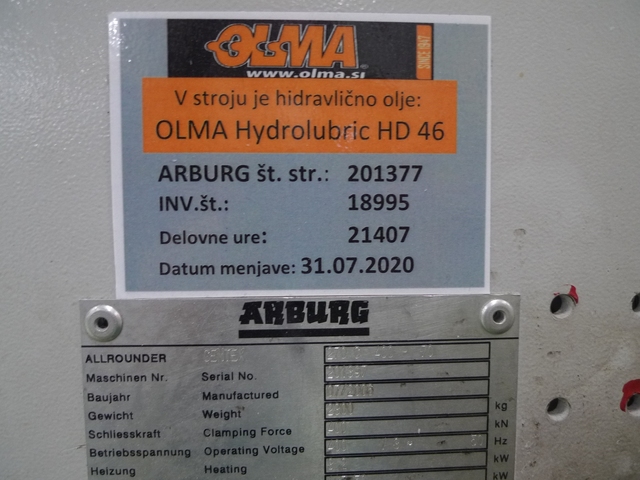 OLMA
SINCE 1947
www.olma.si
V stroju je hidravlično olje:
OLMA Hydrolubric HD 46
ARBURG št. str.: 201377
INV.št.: 18995
Delovne ure: 21407
Datum menjave: 31.07.2020
ARBURG
ALLROUNDER
Maschinen Nr. Serial No.
Baujahr Manufactured
Gewicht Weight kg
Schliesskraft Clamping Force kN
Betriebsspannung Operating Voltage Hz
Heizung Heating kW
kW